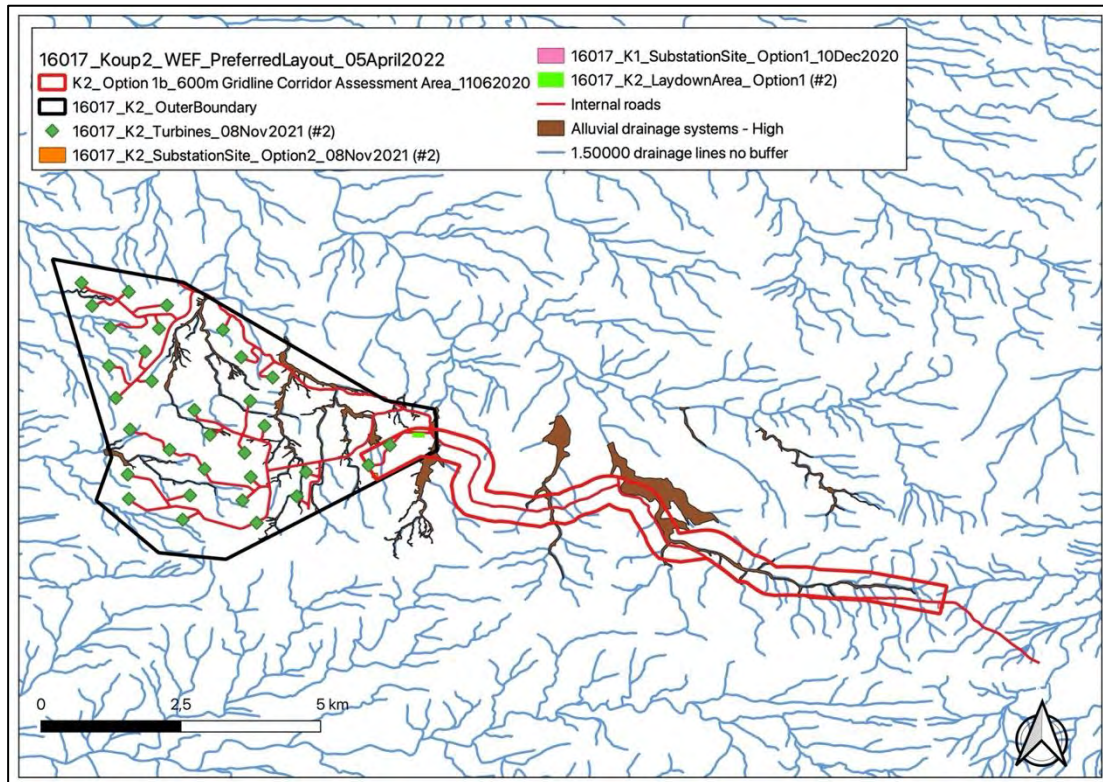 16017_Koup2_WEF_PreferredLayout_05April2022
K2_Option 1b_600m Gridline Corridor Assessment Area_11062020
16017_K2_OuterBoundary
16017_K2_Turbines_08Nov2021 (#2)
16017_K2_SubstationSite_Option2_08Nov2021 (#2)
16017_K1_SubstationSite_Option1_10Dec2020
16017_K2_LaydownArea_Option1 (#2)
Internal roads
Alluvial drainage systems - High
1.50000 drainage lines no buffer
0 2,5 5 km